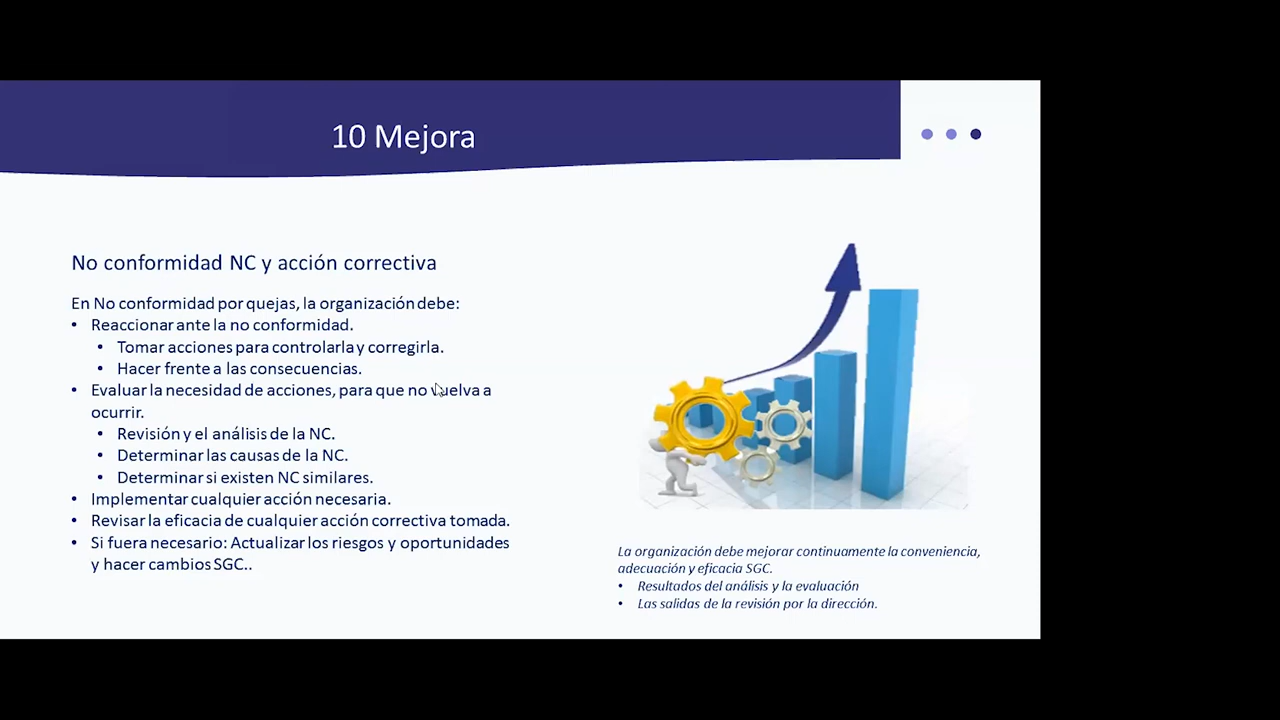 10 Mejora
No conformidad NC y acción correctiva
En No conformidad por quejas, la organización debe:
• Reaccionar ante la no conformidad.
• Tomar acciones para controlarla y corregirla.
• Hacer frente a las consecuencias.
• Evaluar la necesidad de acciones, para que no vuelva a
ocurrir.
• Revisión y el análisis de la NC.
• Determinar las causas de la NC.
• Determinar si existen NC similares.
• Implementar cualquier acción necesaria.
• Revisar la eficacia de cualquier acción correctiva tomada.
• Si fuera necesario: Actualizar los riesgos y oportunidades
y hacer cambios SGC..
La organización debe mejorar continuamente la conveniencia,
adecuación y eficacia SGC.
• Resultados del análisis y la evaluación
• Las salidas de la revisión por la dirección.